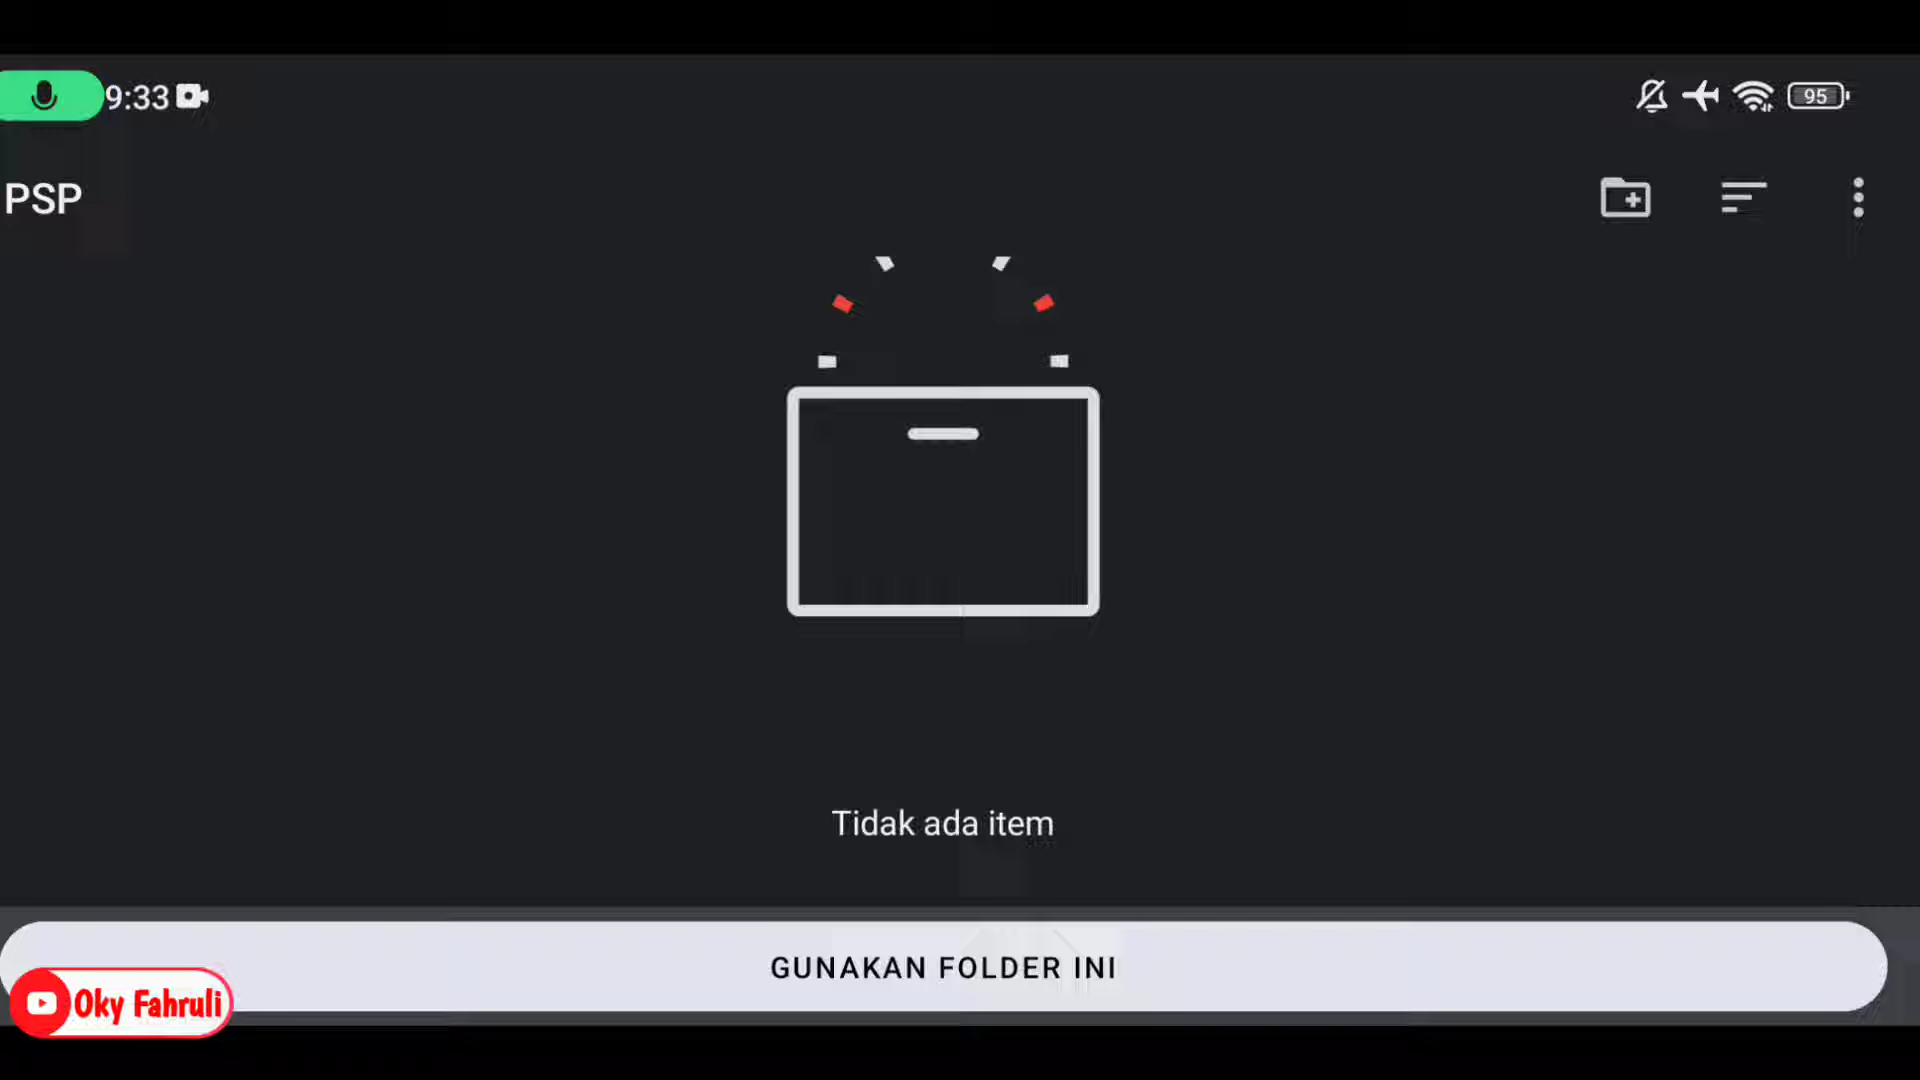 9:33
95
PSP
Tidak ada item
GUNAKAN FOLDER INI
Oky Fahruli